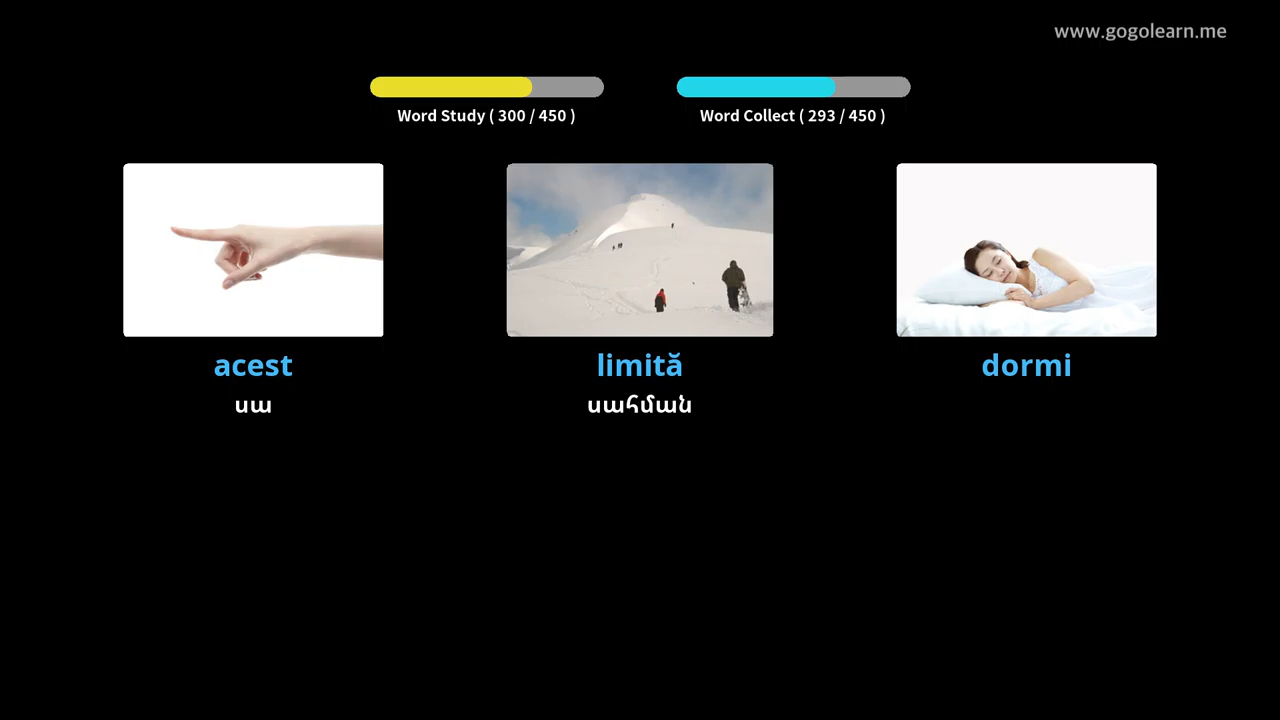 www.gogolearn.me
Word Study ( 300 / 450 )
Word Collect ( 293 / 450 )
acest
limită
dormi
սա
սահման